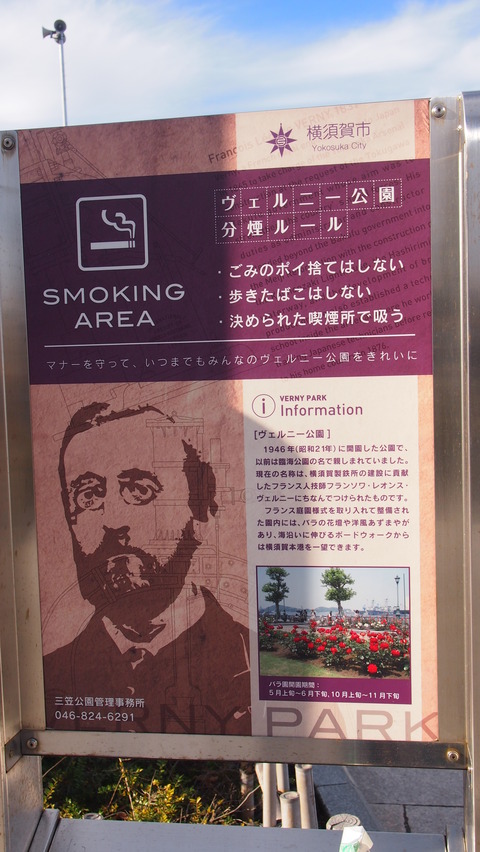 横須賀市
Yokosuka City
ヴェルニー公園
分煙ルール
SMOKING
AREA
・ごみのポイ捨てはしない
・歩きたばこはしない
・決められた喫煙所で吸う
マナーを守って、いつまでもみんなのヴェルニー公園をきれいに
i
VERNY PARK
Information
[ヴェルニー公園]
1946年(昭和21年)に開園した公園で、
以前は臨海公園の名で親しまれていました。
現在の名称は、横須賀製鉄所の建設に貢献
したフランス人技師フランソワ・レオンス・
ヴェルニーにちなんでつけられたものです。
フランス庭園様式を取り入れて整備され
た園内には、バラの花壇や洋風あずまやが
あり、海沿いに伸びるボードウォークから
は横須賀本港を一望できます。
バラ園開園期間：
5月上旬〜6月下旬、10月上旬〜11月下旬
三笠公園管理事務所
046-824-6291
VERNY PARK